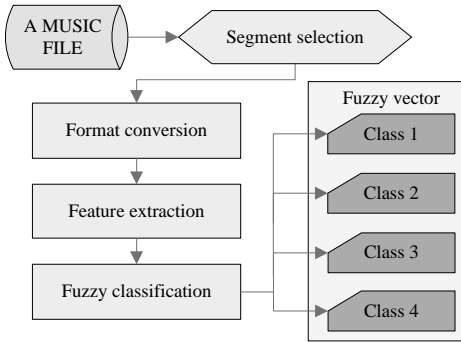 A MUSIC
FILE
Segment selection
Format conversion
Feature extraction
Fuzzy classification
Fuzzy vector
Class 1
Class 2
Class 3
Class 4